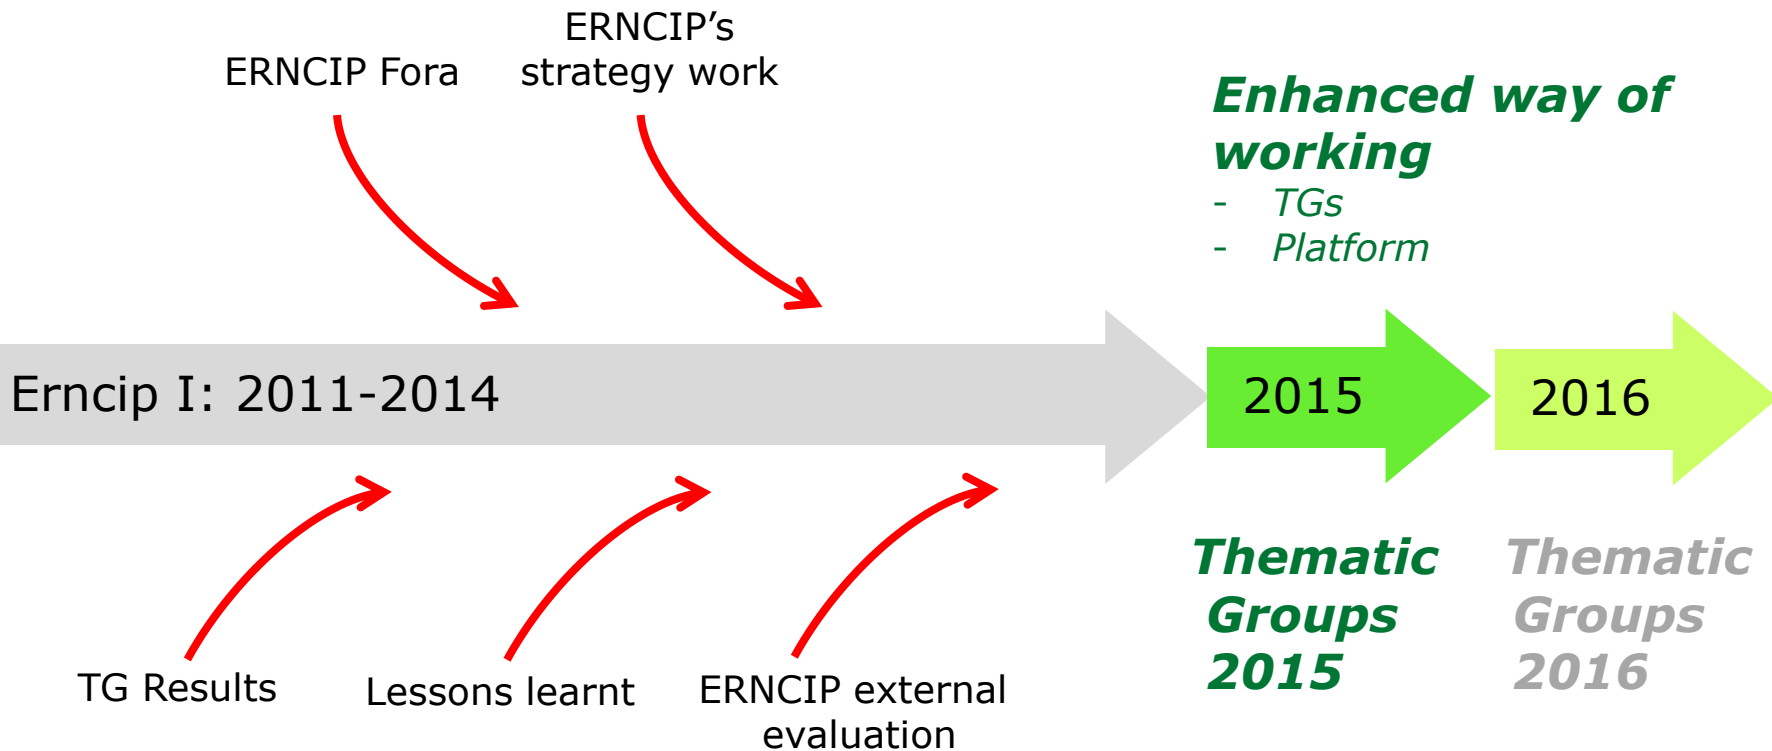 ERNCIP Fora
ERNCIP's
strategy work
Enhanced way of
working
- TGs
- Platform
Erncip I: 2011-2014
2015
2016
TG Results
Lessons learnt
ERNCIP external
evaluation
Thematic
Groups
2015
Thematic
Groups
2016